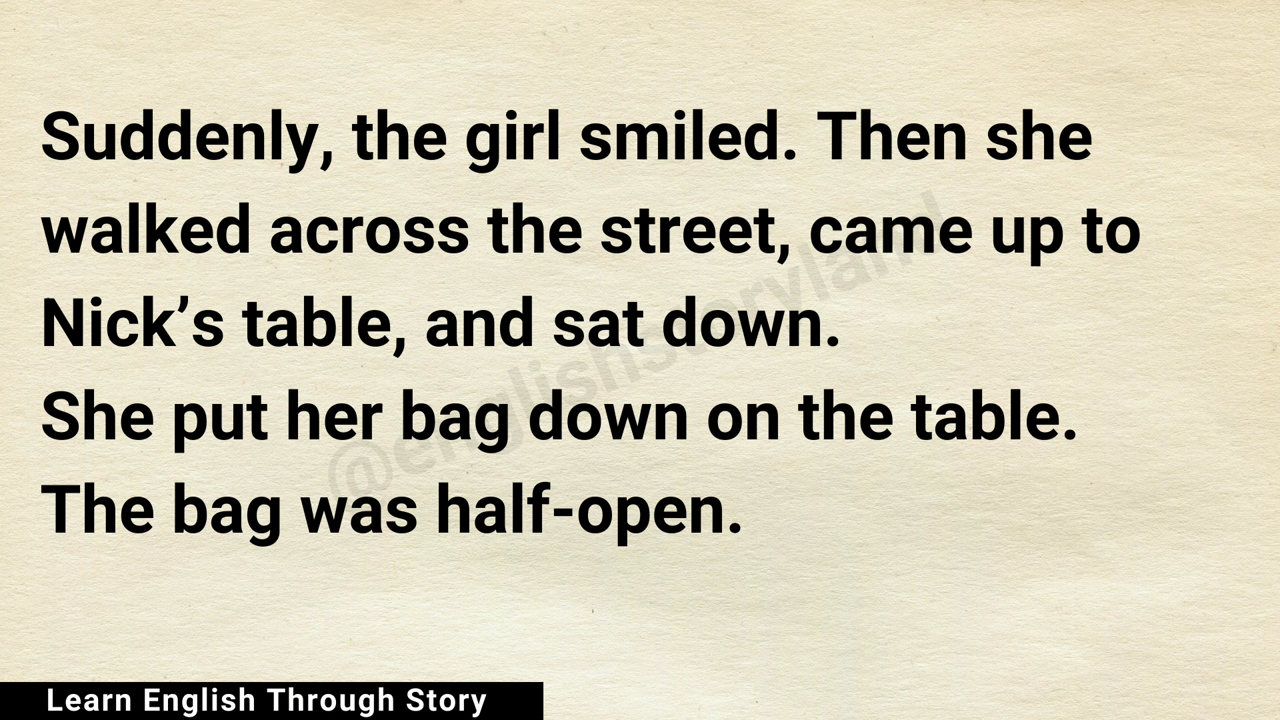 Suddenly, the girl smiled. Then she
walked across the street, came up to
Nick’s table, and sat down.
She put her bag down on the table.
The bag was half-open.
@englishstoryland
Learn English Through Story